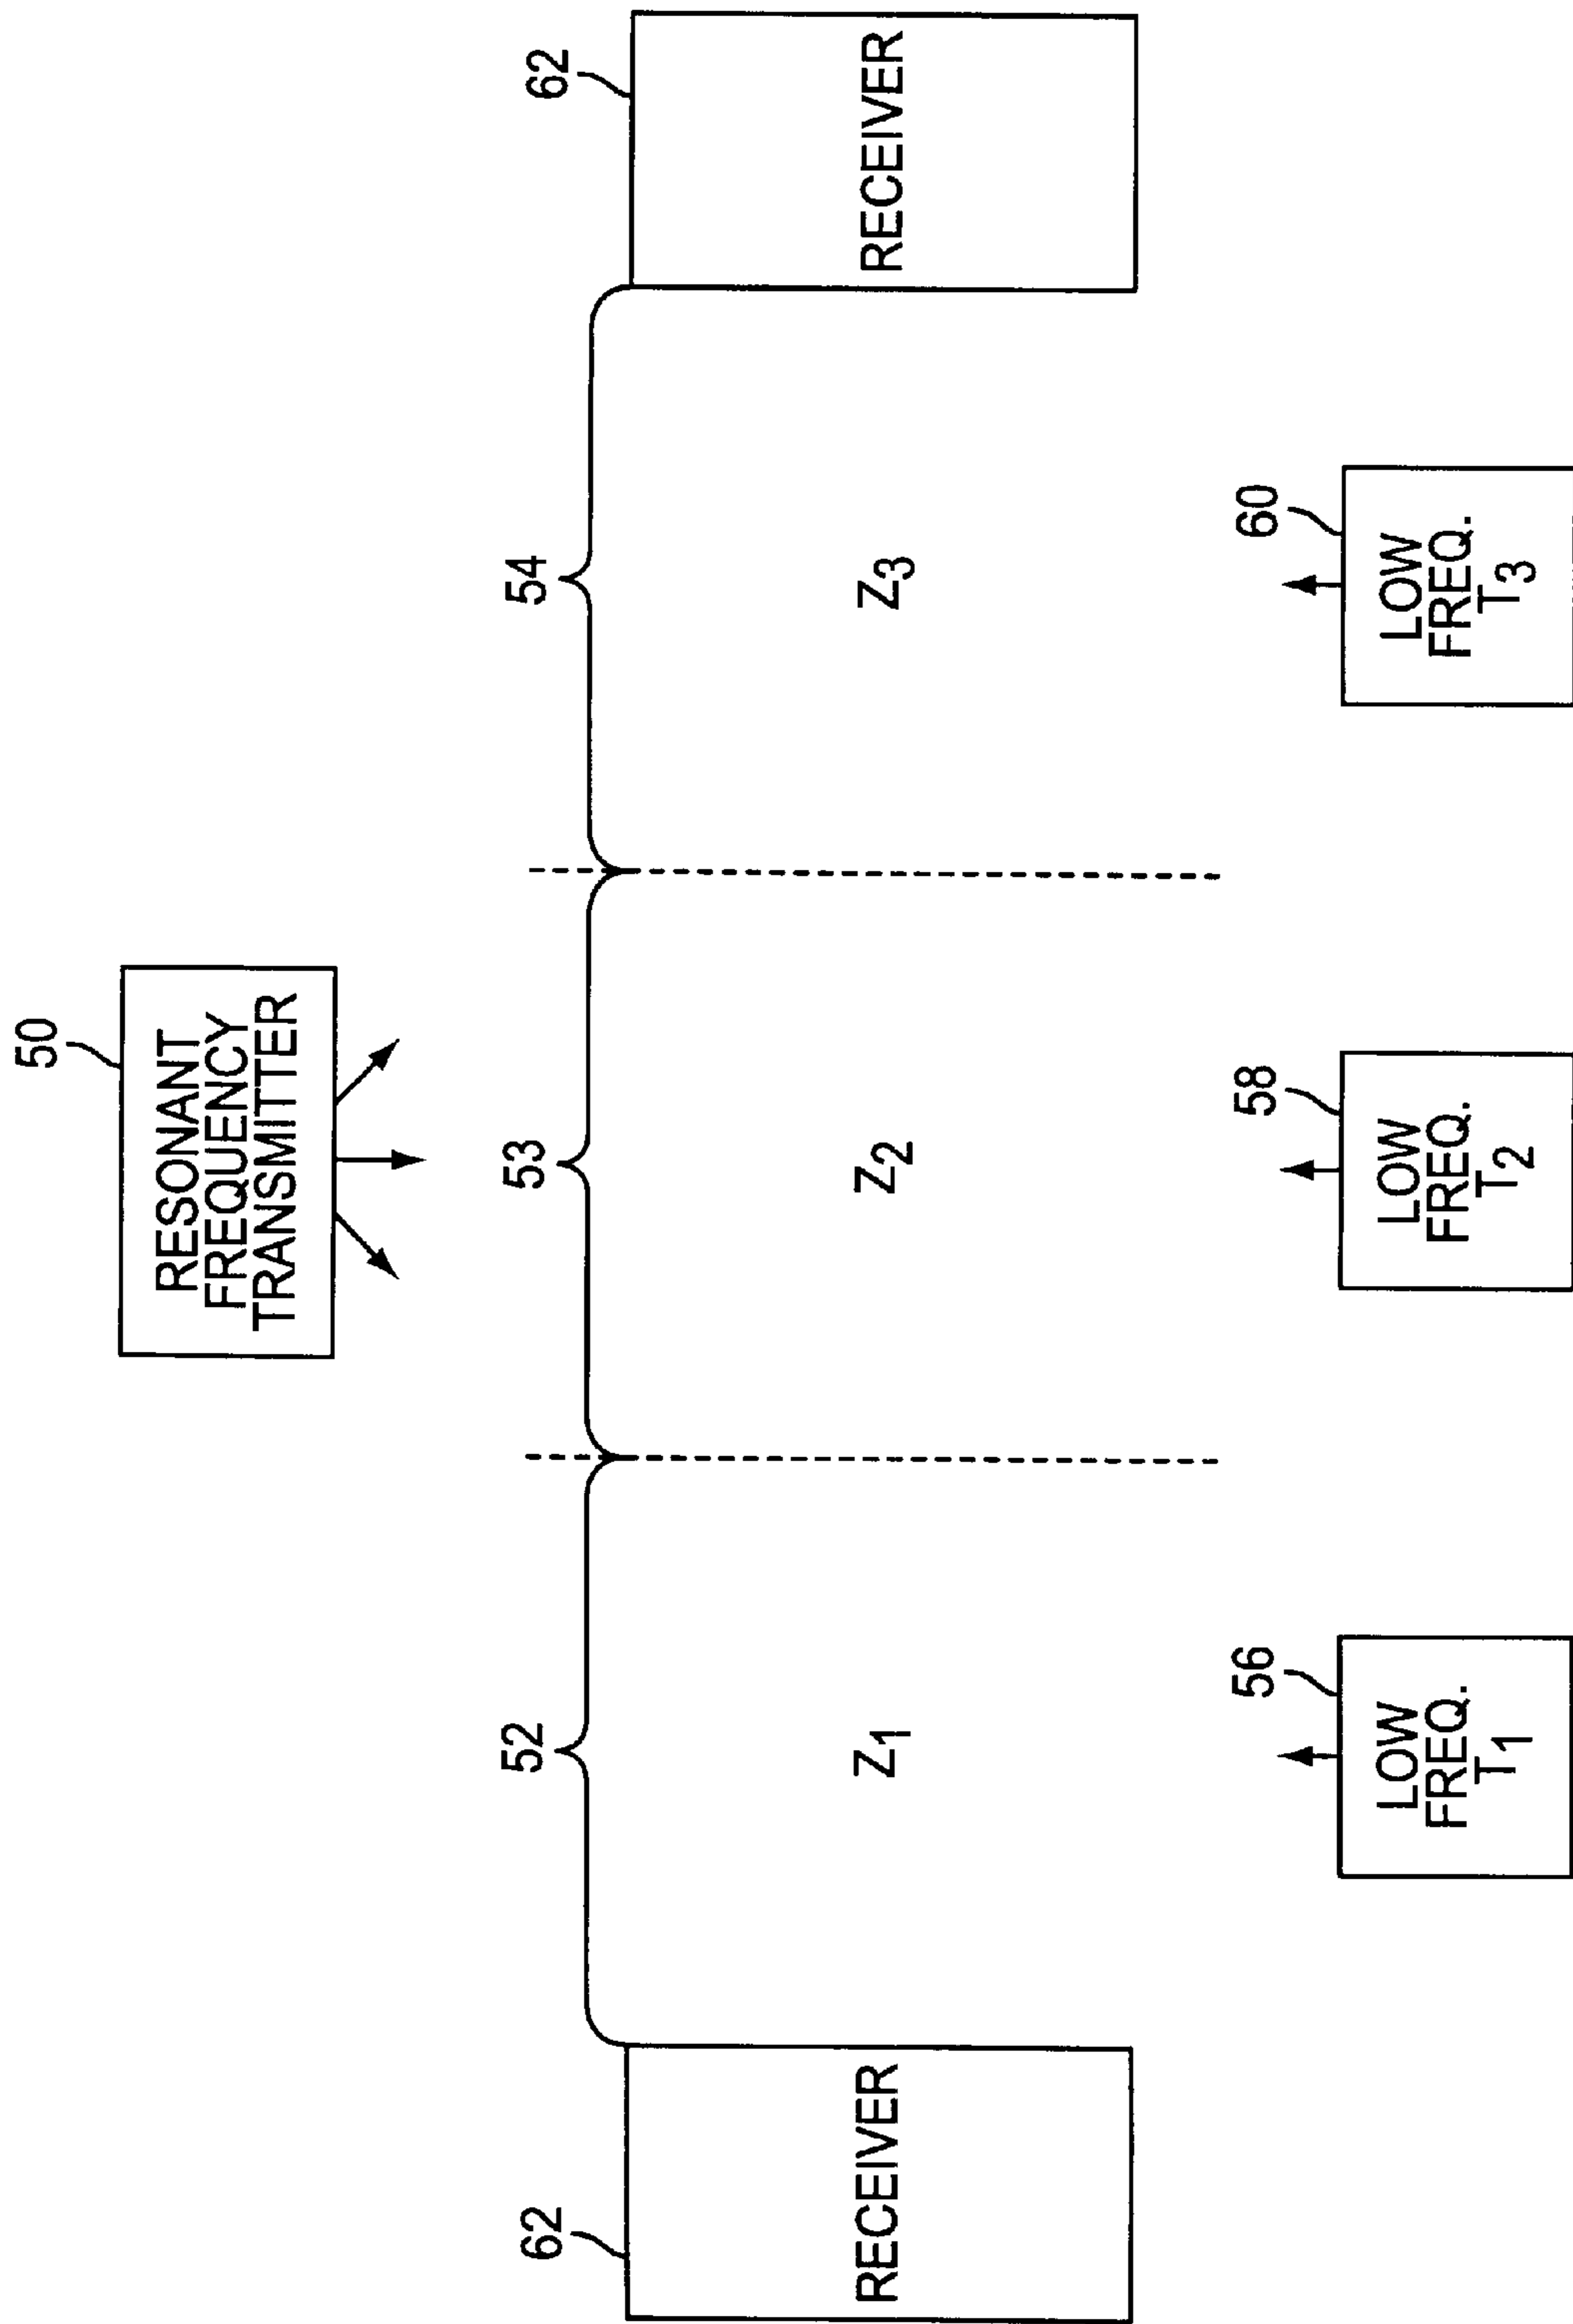 50
RESONANT
FREQUENCY
TRANSMITTER
62
52
53
54
62
RECEIVER
Z1
Z2
Z3
RECEIVER
56
LOW
FREQ.
T1
58
LOW
FREQ.
T2
60
LOW
FREQ.
T3